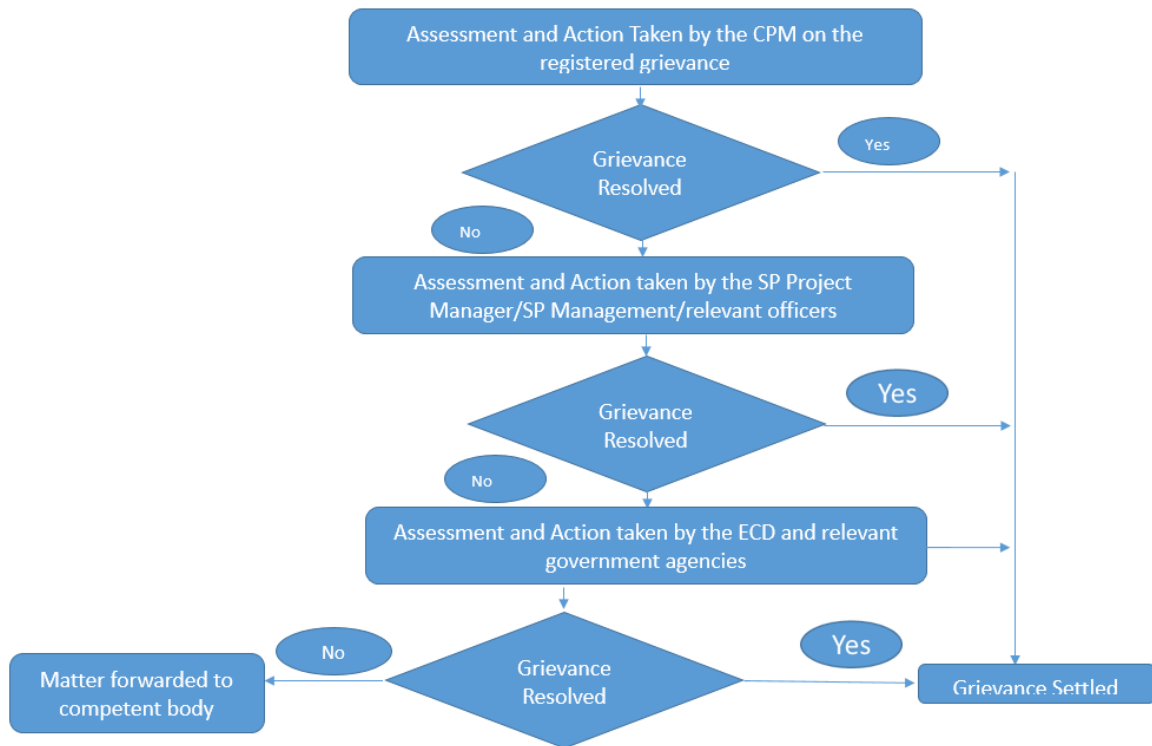 Assessment and Action Taken by the CPM on the
registered grievance
Yes
Grievance
Resolved
No
Assessment and Action taken by the SP Project
Manager/SP Management/relevant officers
Yes
Grievance
Resolved
No
Assessment and Action taken by the ECD and relevant
government agencies
Yes
No
Grievance
Resolved
Matter forwarded to
competent body
Grievance Settled